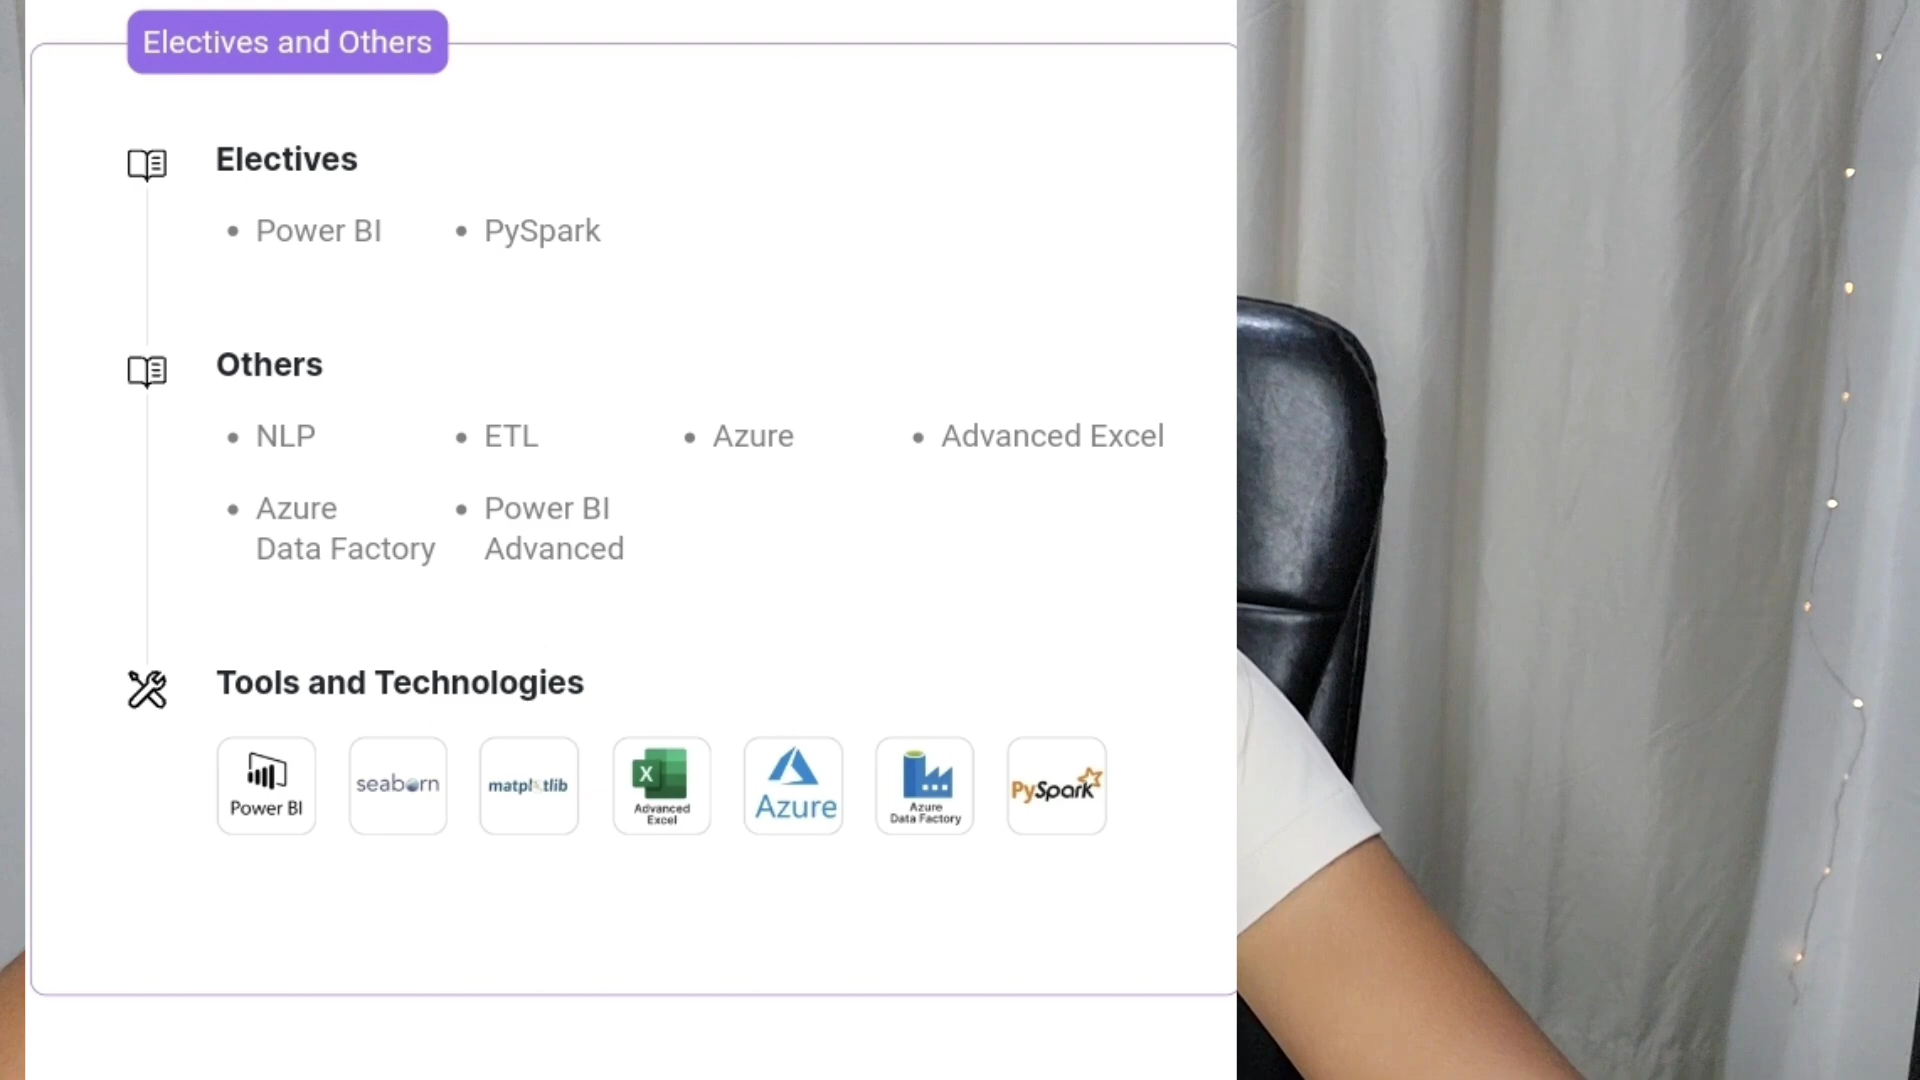 Electives and Others
Electives
Power BI
PySpark
Others
NLP
ETL
Azure
Advanced Excel
Azure
Data Factory
Power BI
Advanced
Tools and Technologies
Power BI
seaborn
matplotlib
X
Advanced
Excel
Azure
Azure
Data Factory
PySpark